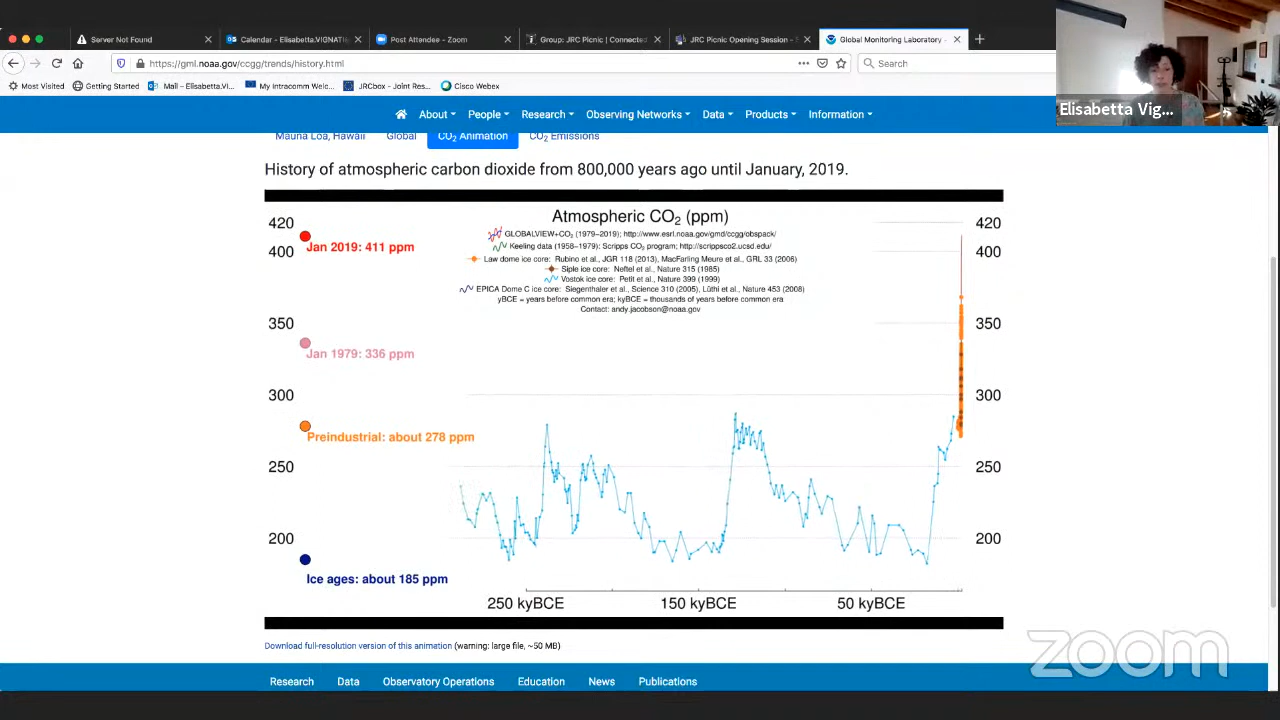 Server Not Found
Calendar - Elisabetta.VIGNATI
Post Attendee - Zoom
Group: JRC Picnic | Connected
JRC Picnic Opening Session - Z
Global Monitoring Laboratory -
https://gml.noaa.gov/ccgg/trends/history.html
Search
Most Visited
Getting Started
Mail – Elisabetta.Vi...
My Intracomm Welc...
JRCbox - Joint Res...
Cisco Webex
Elisabetta Vig...
About
People
Research
Observing Networks
Data
Products
Information
Mauna Loa, Hawaii
Global
CO2 Animation
CO2 Emissions
History of atmospheric carbon dioxide from 800,000 years ago until January, 2019.
Atmospheric CO2 (ppm)
GLOBALVIEW+CO2 (1979–2019); http://www.esrl.noaa.gov/gmd/ccgg/obspack/
Keeling data (1958–1979): Scripps CO2 program; http://scrippsco2.ucsd.edu/
Law dome ice core: Rubino et al., JGR 118 (2013), MacFarling Meure et al., GRL 33 (2006)
Siple ice core: Neftel et al., Nature 315 (1985)
Vostok ice core: Petit et al., Nature 399 (1999)
EPICA Dome C ice core: Siegenthaler et al., Science 310 (2005), Lüthi et al., Nature 453 (2008)
yBCE = years before common era; kyBCE = thousands of years before common era
Contact: andy.jacobson@noaa.gov
420
400
350
300
250
200
Jan 2019: 411 ppm
Jan 1979: 336 ppm
Preindustrial: about 278 ppm
Ice ages: about 185 ppm
420
400
350
300
250
200
250 kyBCE
150 kyBCE
50 kyBCE
Download full-resolution version of this animation (warning: large file, ~50 MB)
zoom
Research
Data
Observatory Operations
Education
News
Publications